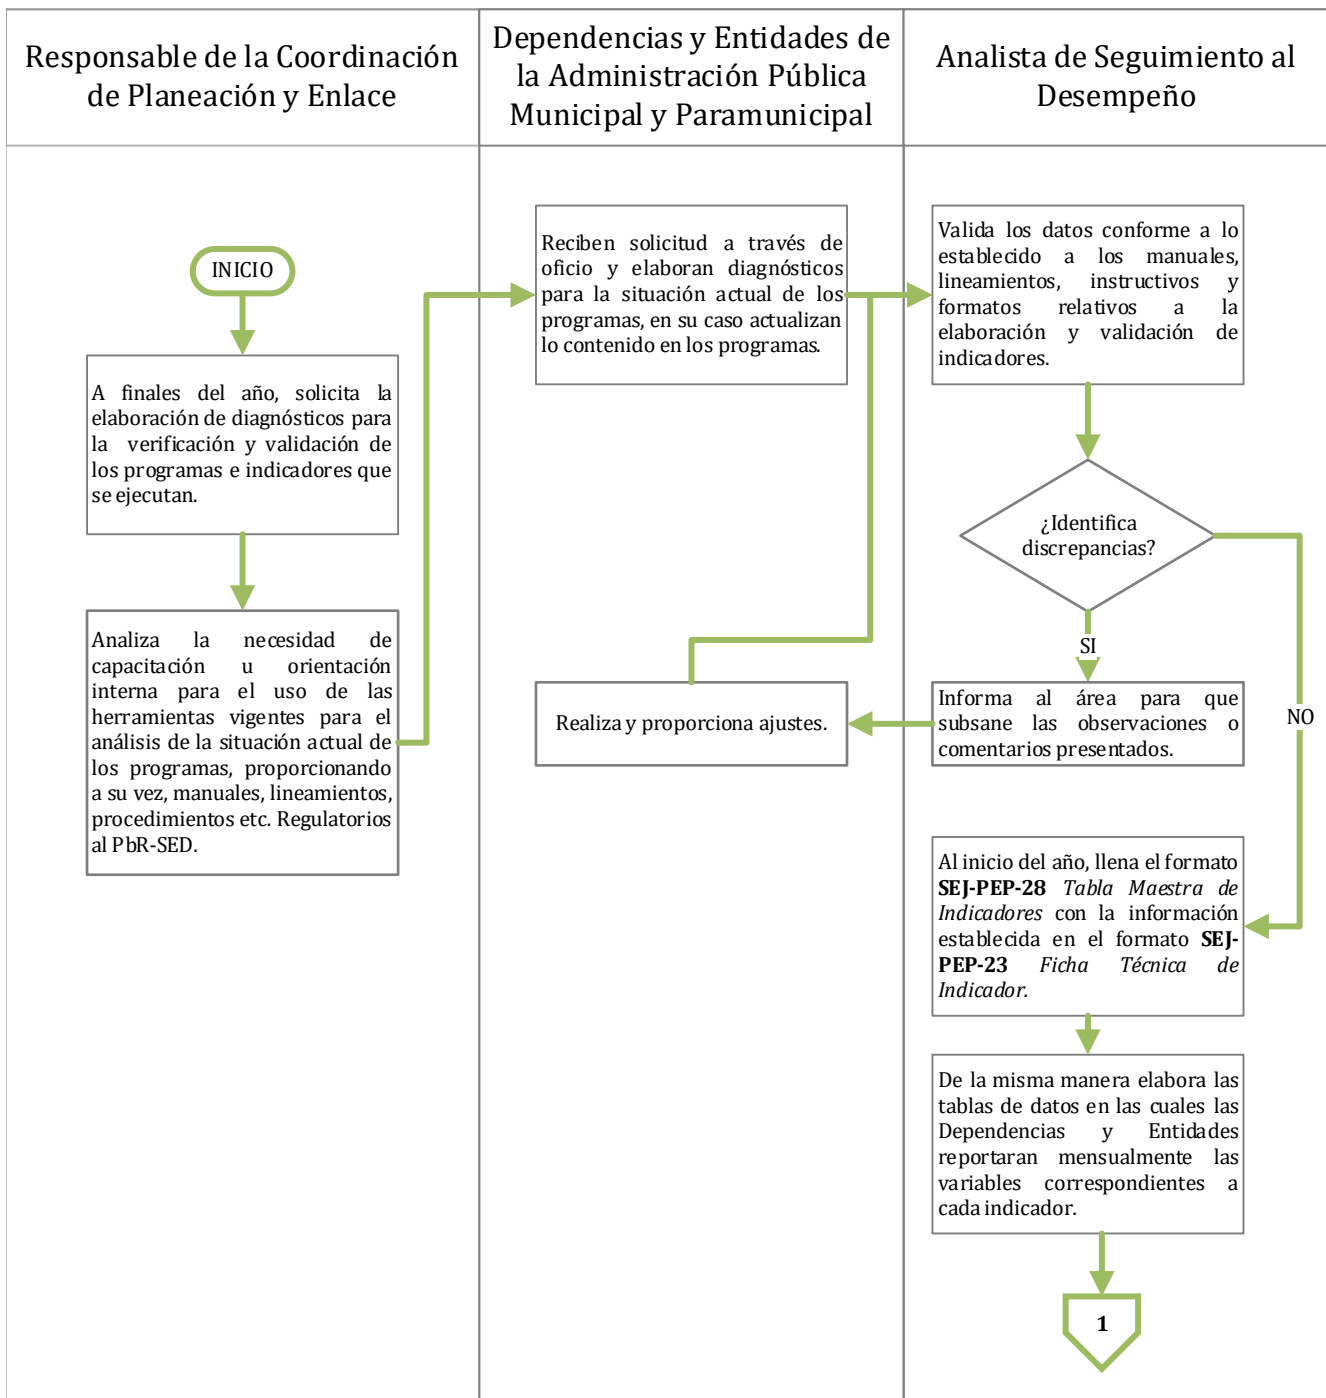 Responsable de la Coordinación
de Planeación y Enlace
Dependencias y Entidades de
la Administración Pública
Municipal y Paramunicipal
Analista de Seguimiento al
Desempeño
INICIO
A finales del año, solicita la
elaboración de diagnósticos para
la verificación y validación de
los programas e indicadores que
se ejecutan.
Analiza la necesidad de
capacitación u orientación
interna para el uso de las
herramientas vigentes para el
análisis de la situación actual de
los programas, proporcionando
a su vez, manuales, lineamientos,
procedimientos etc. Regulatorios
al PbR-SED.
Reciben solicitud a través de
oficio y elaboran diagnósticos
para la situación actual de los
programas, en su caso actualizan
lo contenido en los programas.
Valida los datos conforme a lo
establecido a los manuales,
lineamientos, instructivos y
formatos relativos a la
elaboración y validación de
indicadores.
¿Identifica
discrepancias?
SI
NO
Informa al área para que
subsane las observaciones o
comentarios presentados.
Realiza y proporciona ajustes.
Al inicio del año, llena el formato
SEJ-PEP-28 Tabla Maestra de
Indicadores con la información
establecida en el formato SEJ-
PEP-23 Ficha Técnica de
Indicador.
De la misma manera elabora las
tablas de datos en las cuales las
Dependencias y Entidades
reportaran mensualmente las
variables correspondientes a
cada indicador.
1